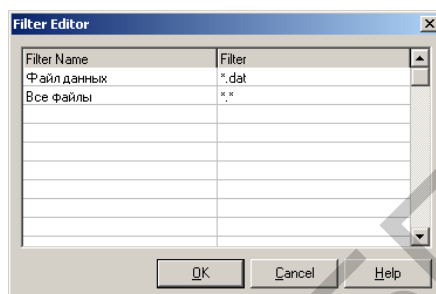 Filter Editor
Filter Name Filter
Файл данных *.dat
Все файлы *.*
OK Cancel Help